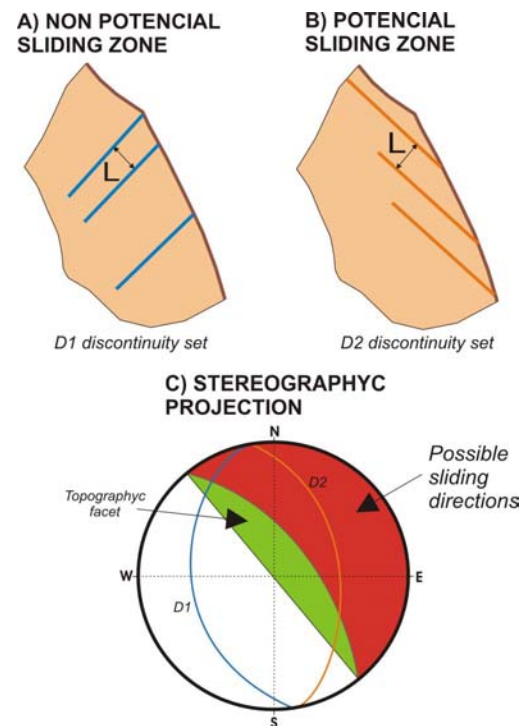 A) NON POTENCIAL
SLIDING ZONE
L
D1 discontinuity set
B) POTENCIAL
SLIDING ZONE
L
D2 discontinuity set
C) STEREOGRAPHYC
PROJECTION
N
D2
Possible
sliding
directions
Topographyc
facet
W
E
D1
S